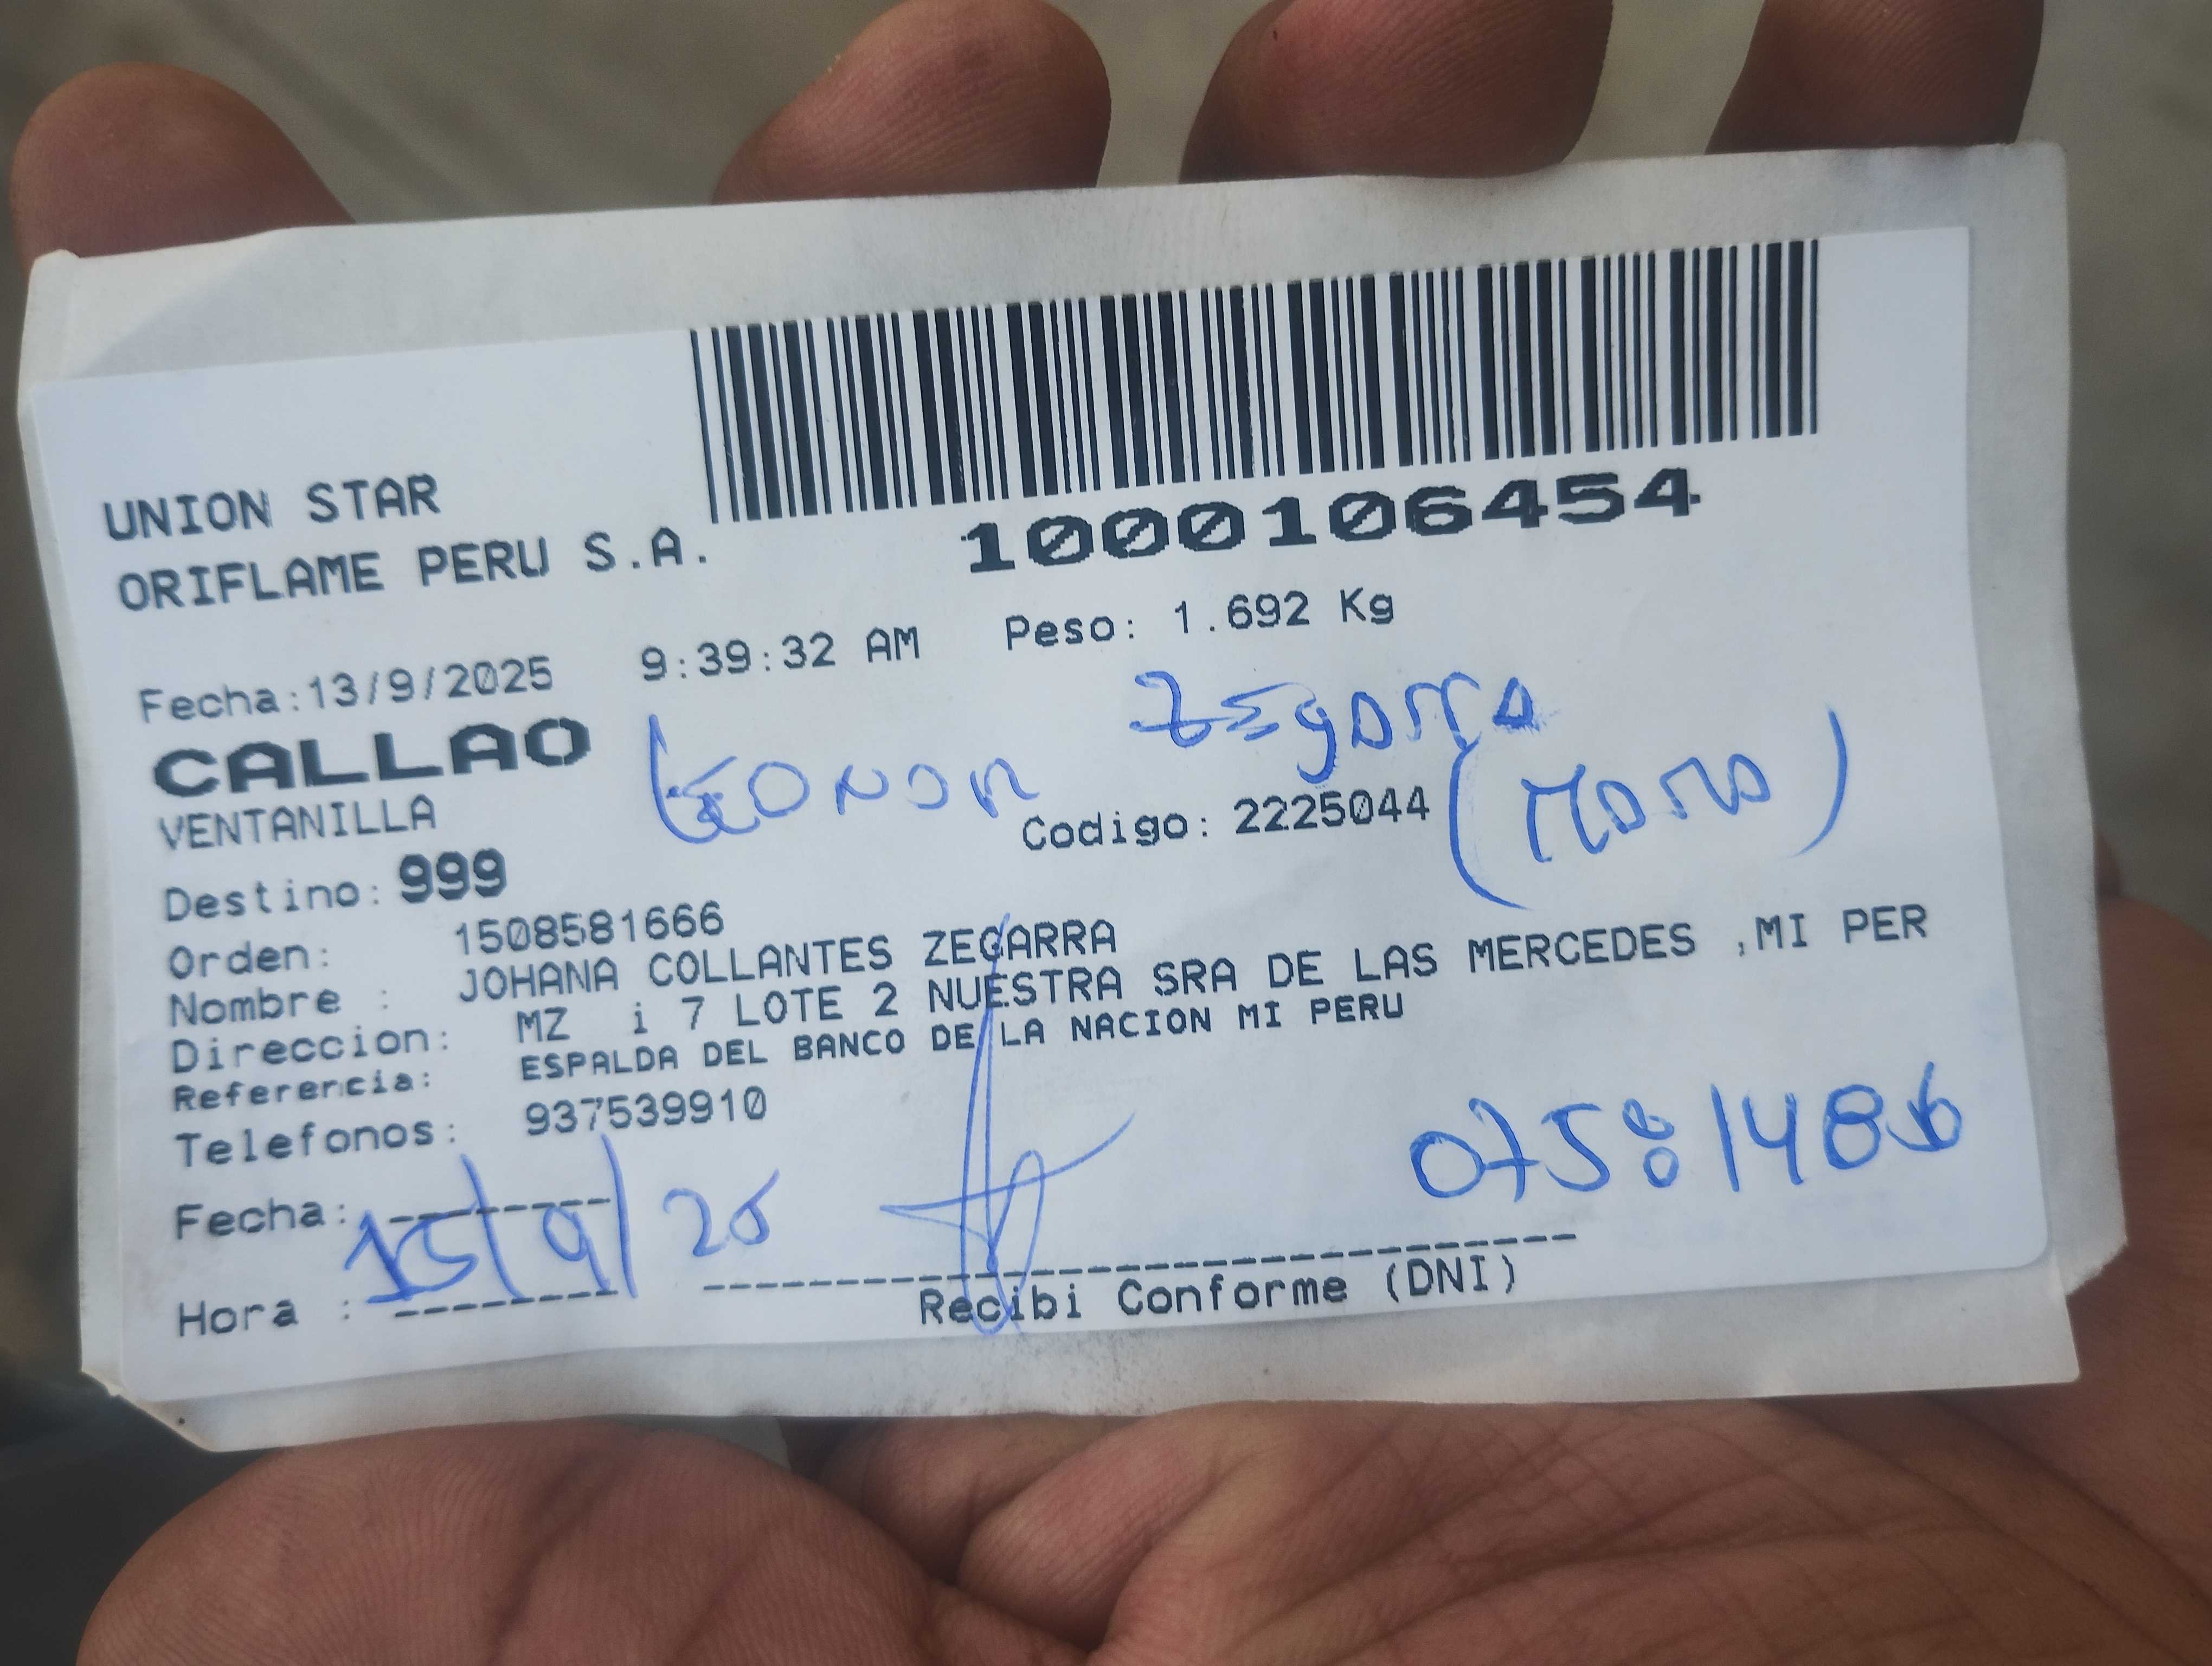 UNION STAR
ORIFLAME PERU S.A.
1000106454
Fecha:13/9/2025 9:39:32 AM Peso: 1.692 Kg
CALLAO
Zegarra
VENTANILLA
Leonor
Codigo: 2225044
Destino: 999
Orden: 1508581666
Nombre : JOHANA COLLANTES ZEGARRA
Direccion: MZ i 7 LOTE 2 NUESTRA SRA DE LAS MERCEDES ,MI PER
Referencia: ESPALDA DEL BANCO DE LA NACION MI PERU
Telefonos: 937539910
Fecha: 15/9/25
Hora :
Recibi Conforme (DNI)